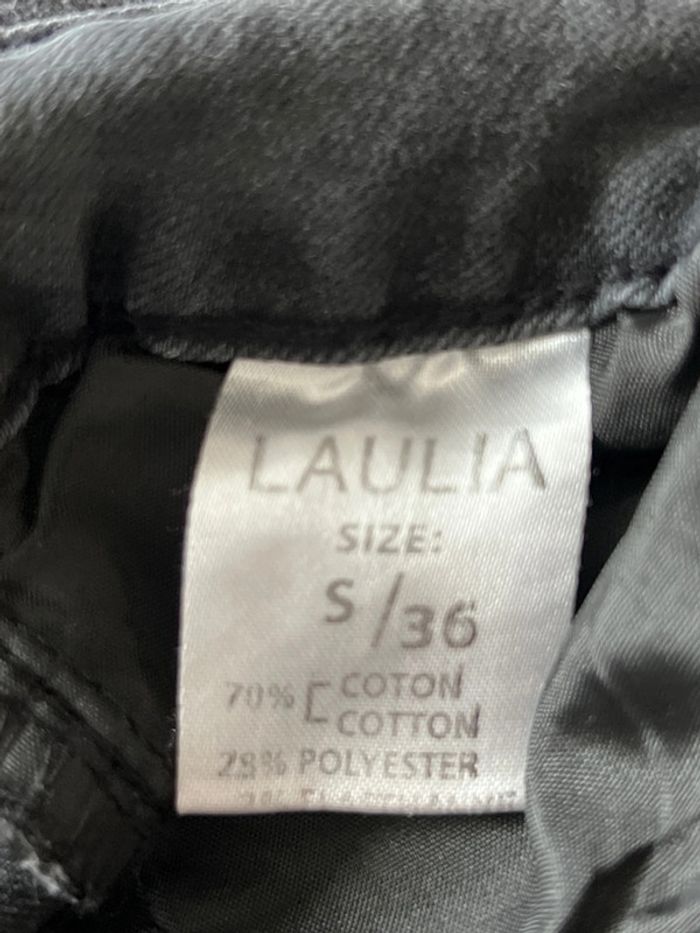 LAULIA
SIZE:
S/36
70% COTON
COTTON
28% POLYESTER